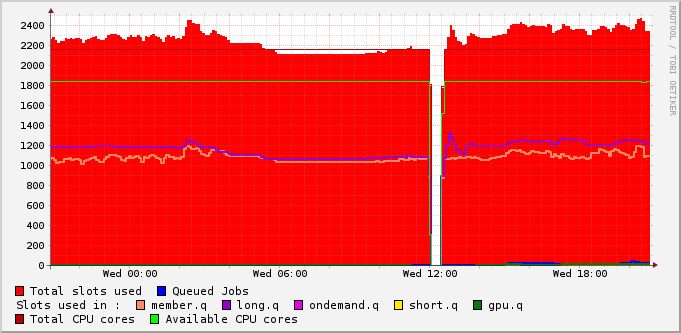 2400
2200
2000
1800
1600
1400
1200
1000
800
600
400
200
0
Wed 00:00 Wed 06:00 Wed 12:00 Wed 18:00
Total slots used Queued Jobs
Slots used in : member.q long.q ondemand.q short.q gpu.q
Total CPU cores Available CPU cores
RRDTOOL / TOBI OETIKER